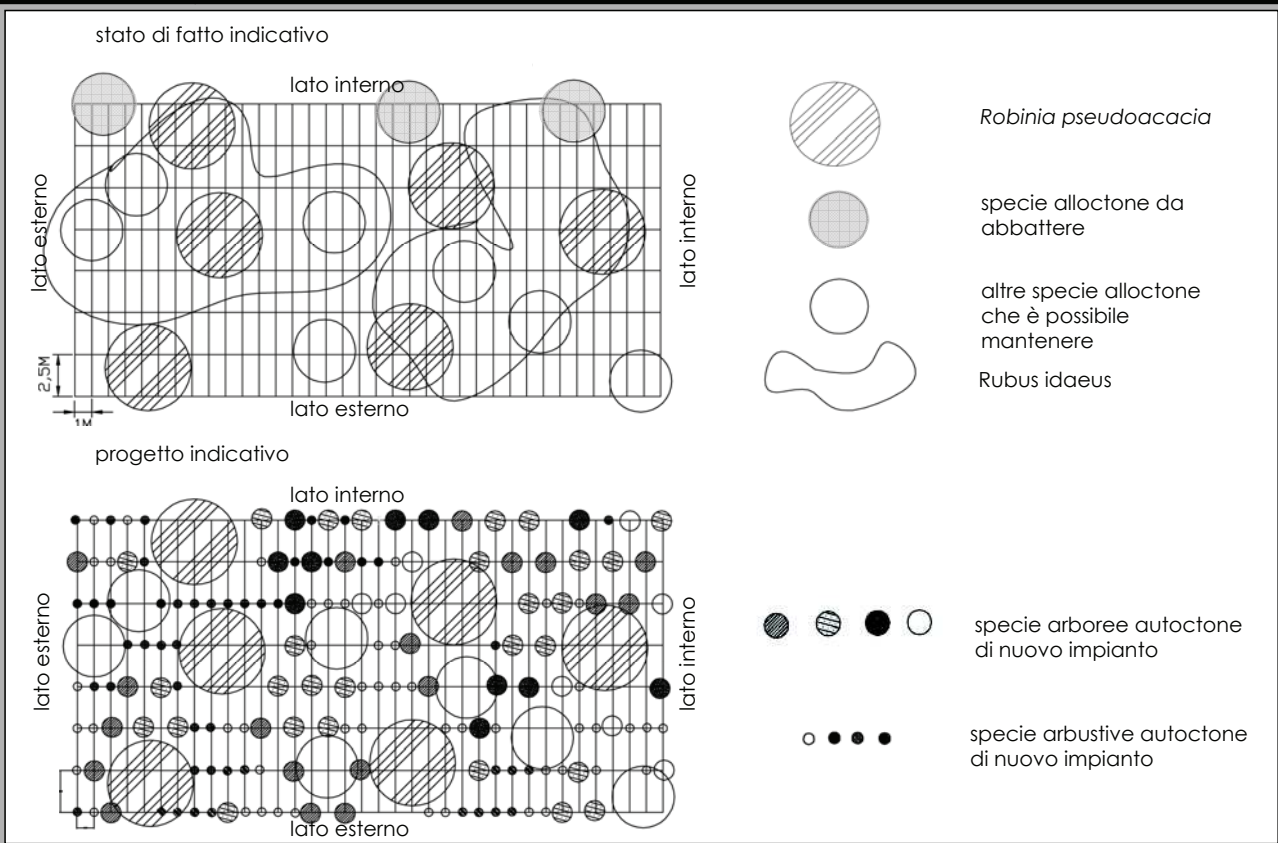 stato di fatto indicativo
lato interno
lato esterno
lato interno
2,5M
1M
lato esterno
Robinia pseudoacacia
specie alloctone da
abbattere
altre specie alloctone
che è possibile
mantenere
Rubus idaeus
progetto indicativo
lato interno
lato esterno
lato interno
lato esterno
specie arboree autoctone
di nuovo impianto
specie arbustive autoctone
di nuovo impianto